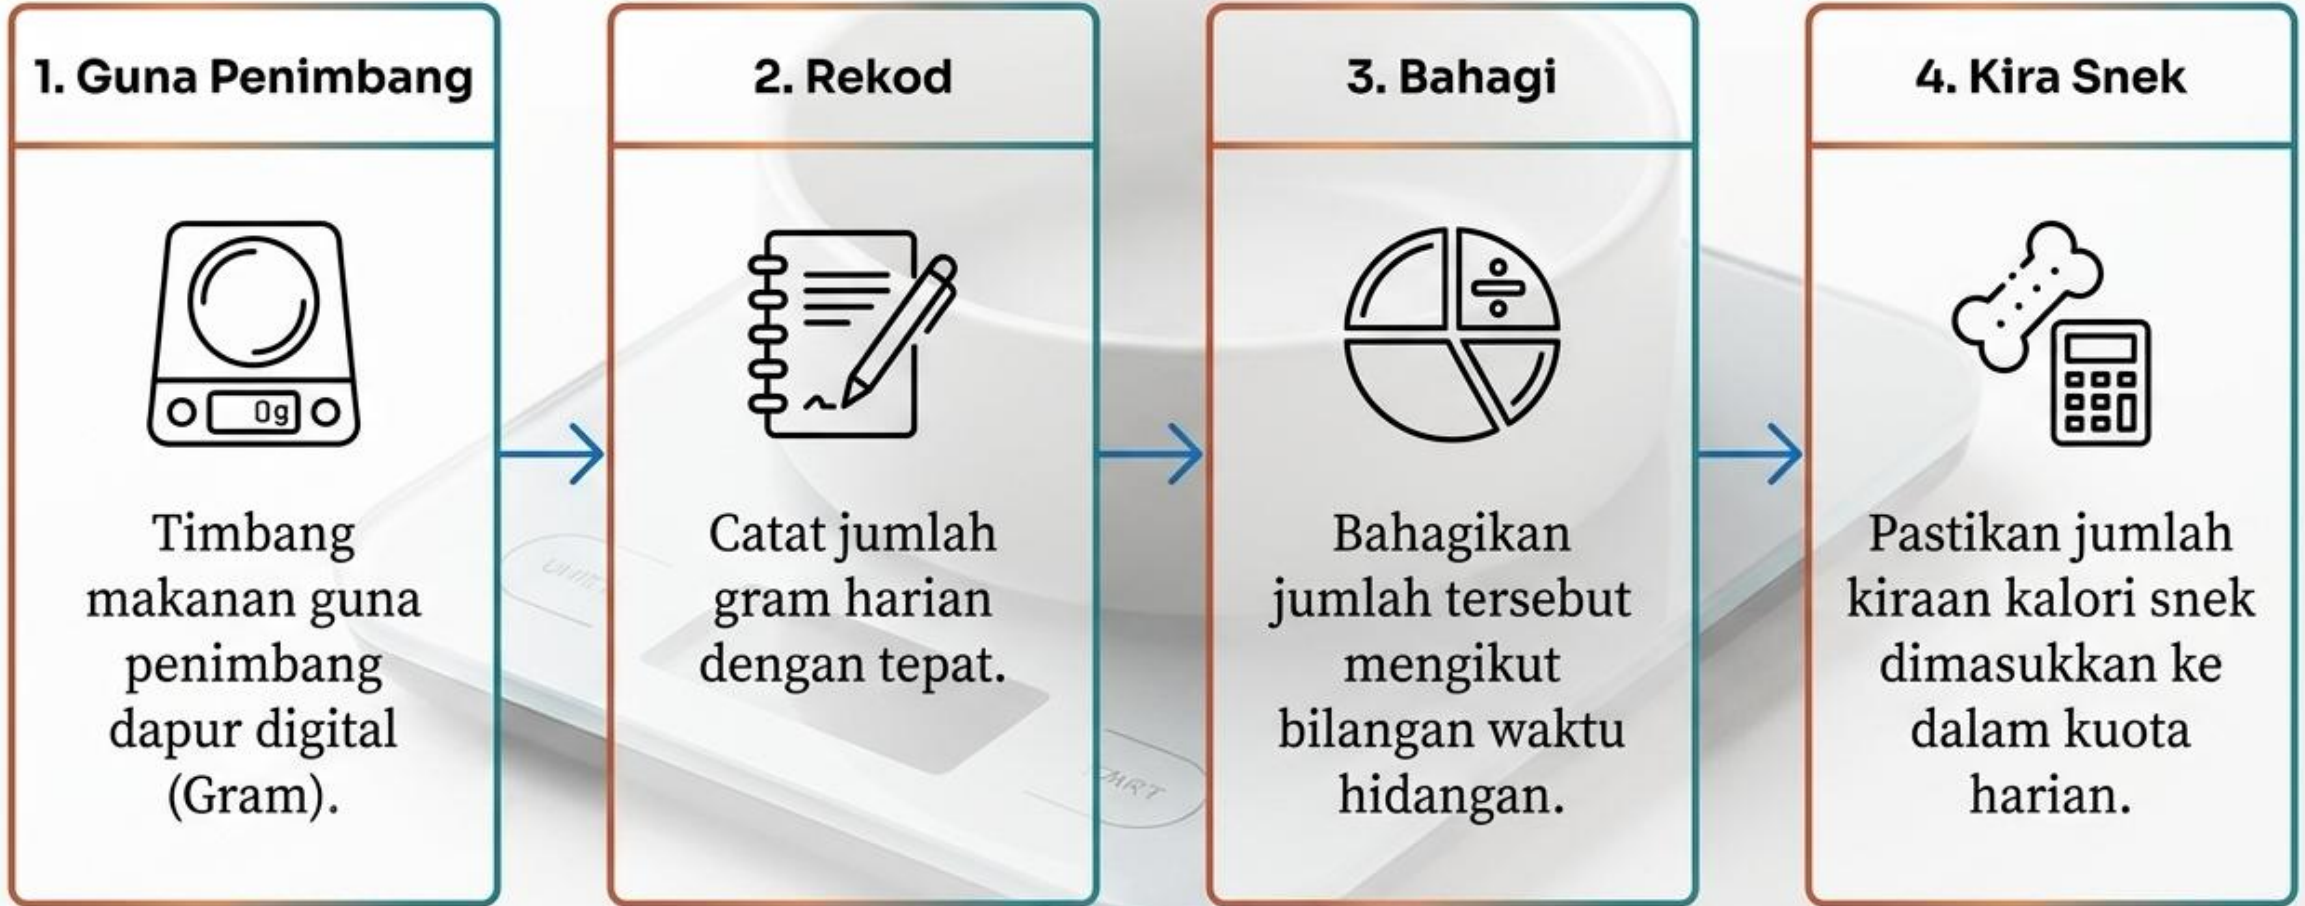 1. Guna Penimbang
0g
Timbang
makanan guna
penimbang
dapur digital
(Gram).
2. Rekod
Catat jumlah
gram harian
dengan tepat.
3. Bahagi
÷
Bahagikan
jumlah tersebut
mengikut
bilangan waktu
hidangan.
4. Kira Snek
Pastikan jumlah
kiraan kalori snek
dimasukkan ke
dalam kuota
harian.